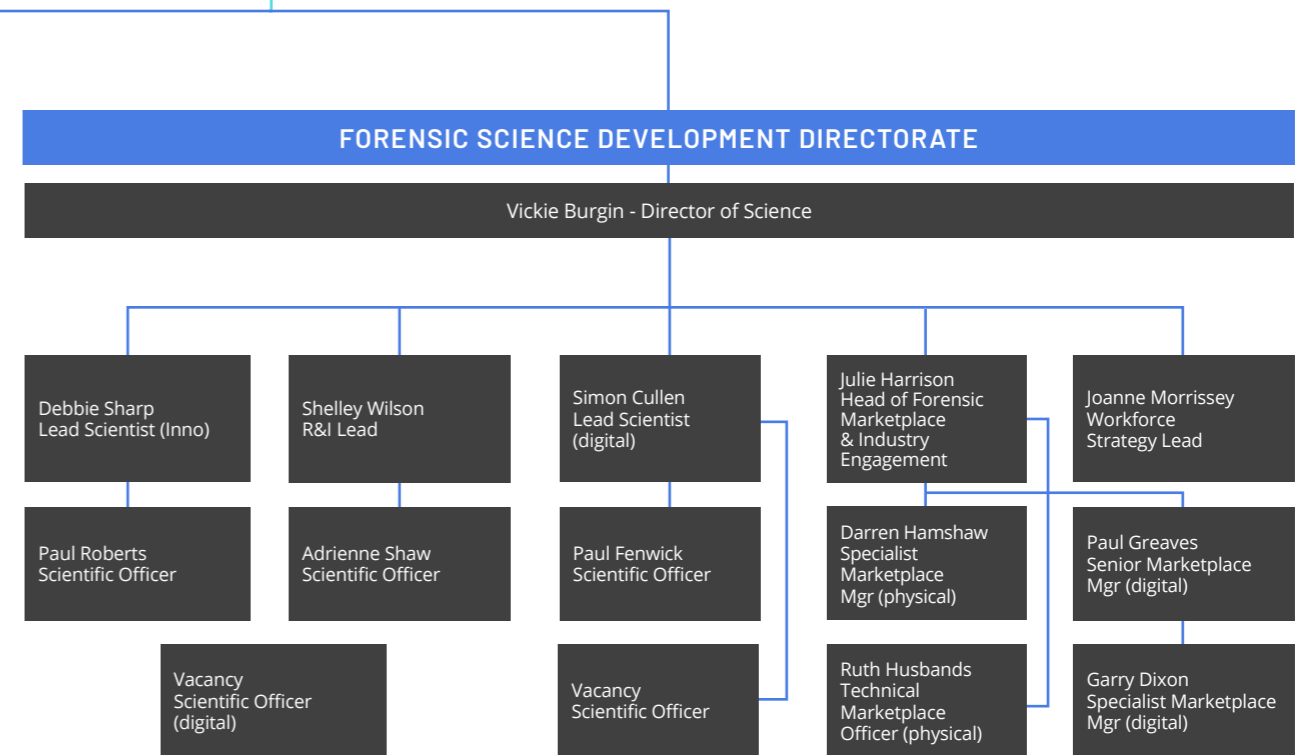 FORENSIC SCIENCE DEVELOPMENT DIRECTORATE
Vickie Burgin - Director of Science
Debbie Sharp
Lead Scientist (Inno)
Shelley Wilson
R&I Lead
Simon Cullen
Lead Scientist
(digital)
Julie Harrison
Head of Forensic
Marketplace
& Industry
Engagement
Joanne Morrissey
Workforce
Strategy Lead
Paul Roberts
Scientific Officer
Adrienne Shaw
Scientific Officer
Paul Fenwick
Scientific Officer
Darren Hamshaw
Specialist
Marketplace
Mgr (physical)
Paul Greaves
Senior Marketplace
Mgr (digital)
Vacancy
Scientific Officer
(digital)
Vacancy
Scientific Officer
Ruth Husbands
Technical
Marketplace
Officer (physical)
Garry Dixon
Specialist Marketplace
Mgr (digital)